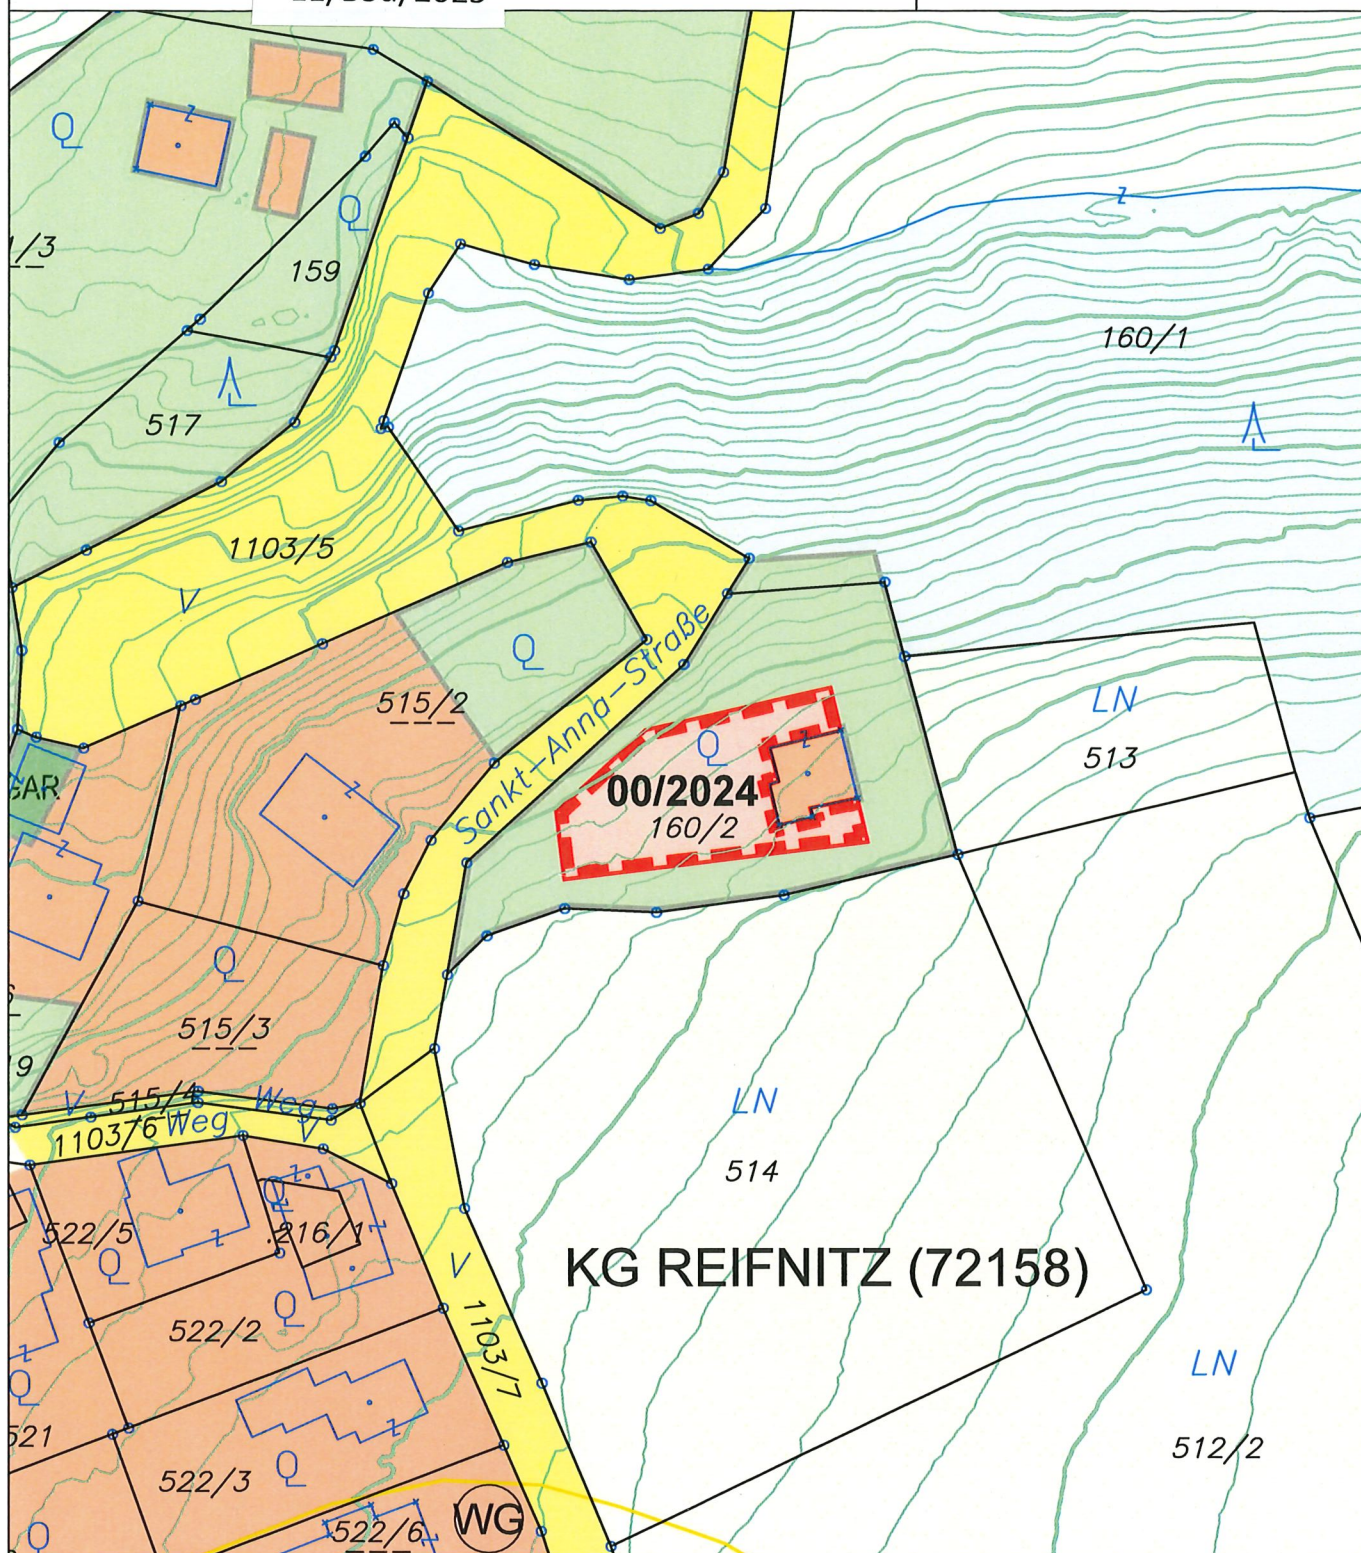 Q
Z
Q
159
Z
160/1
517
1103/5
V
Q
515/2
Sankt-Anna-Straße
LN
513
Q
Z
00/2024
160/2
Z
GAR.
Z
Q
515/3
LN
514
V
515/4
Weg
Weg
1103/6
V
522/5
Q
Z
Z
Q
Z
.216/1
Z
Q
522/2
V
KG REIFNITZ (72158)
1103/7
LN
512/2
Z
Q
Z
521
522/3
Q
WG
522/6
Z
Q